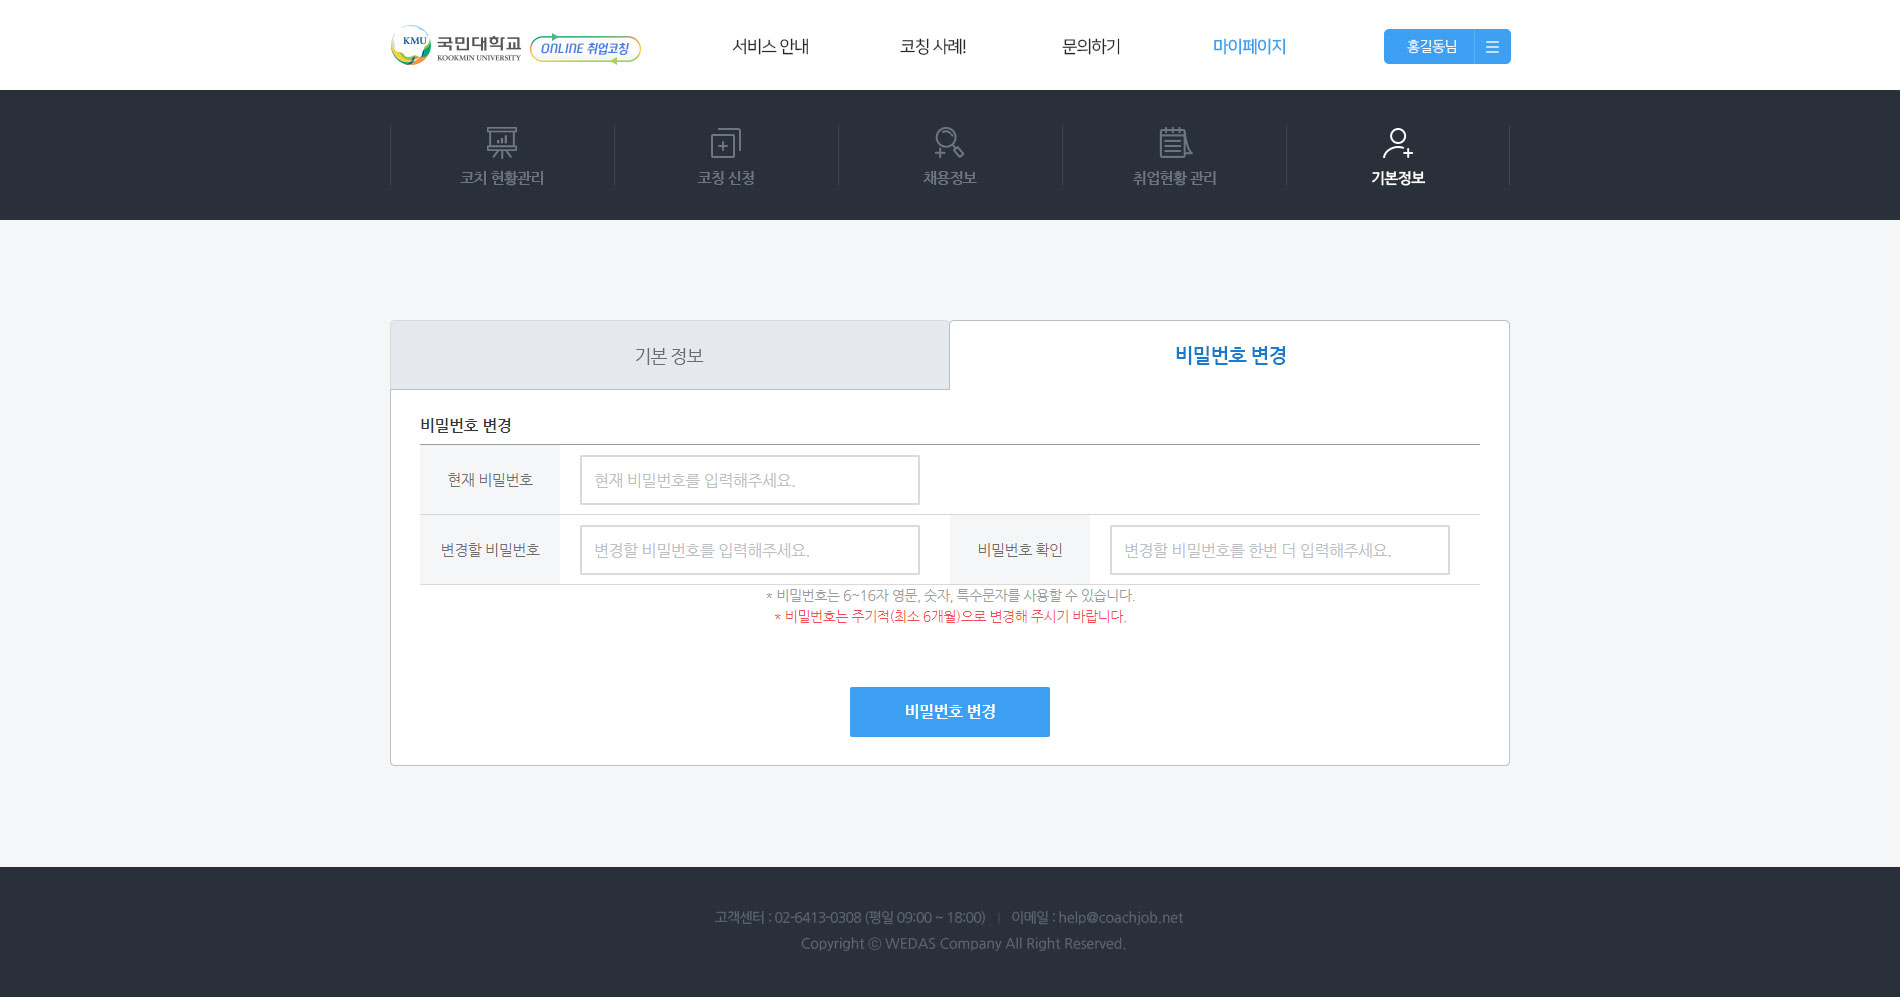 KMU 국민대학교 KOOKMIN UNIVERSITY ONLINE 취업코칭
서비스 안내 코칭 사례! 문의하기 마이페이지 홍길동님
코치 현황관리 코칭 신청 채용정보 취업현황 관리 기본정보
기본 정보 비밀번호 변경
비밀번호 변경
현재 비밀번호 현재 비밀번호를 입력해주세요.
변경할 비밀번호 변경할 비밀번호를 입력해주세요. 비밀번호 확인 변경할 비밀번호를 한번 더 입력해주세요.
* 비밀번호는 6~16자 영문, 숫자, 특수문자를 사용할 수 있습니다.
* 비밀번호는 주기적(최소 6개월)으로 변경해 주시기 바랍니다.
비밀번호 변경
고객센터 : 02-6413-0308 (평일 09:00 ~ 18:00) | 이메일 : help@coachjob.net
Copyright ⓒ WEDAS Company All Right Reserved.